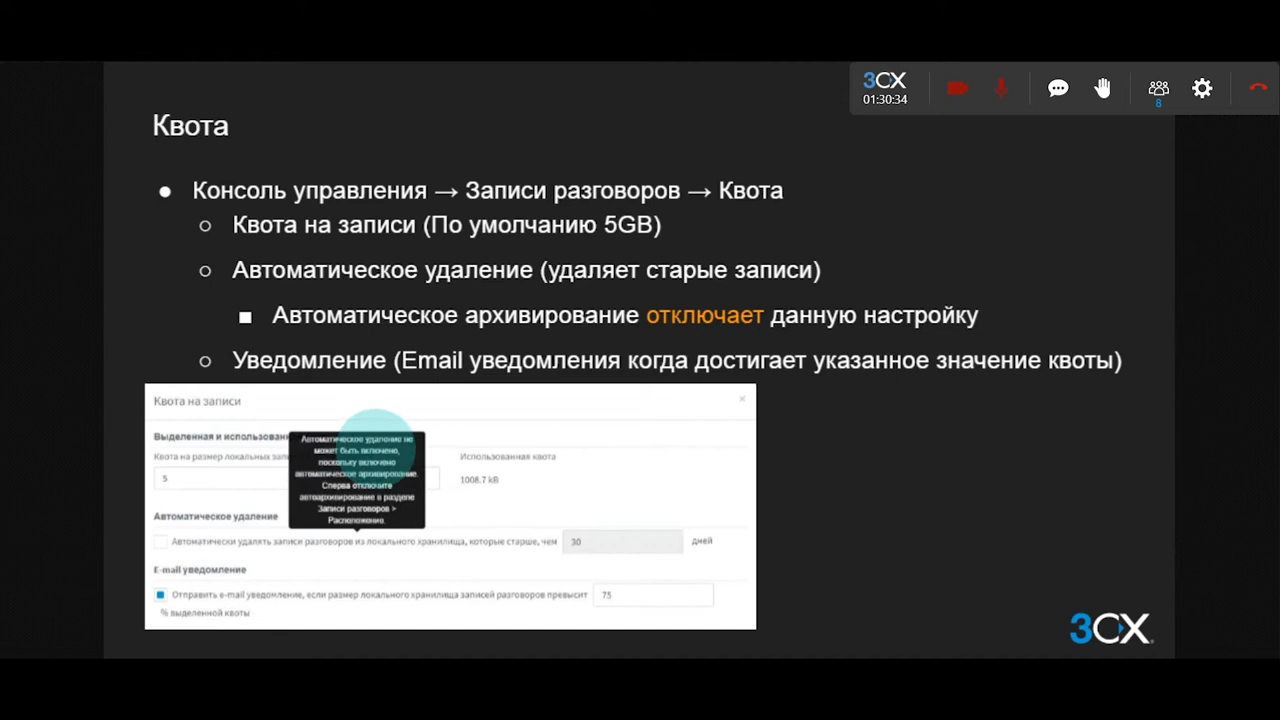 3CX
01:30:34
8
Квота
Консоль управления → Записи разговоров → Квота
Квота на записи (По умолчанию 5GB)
Автоматическое удаление (удаляет старые записи)
Автоматическое архивирование отключает данную настройку
Уведомление (Email уведомления когда достигает указанное значение квоты)
Квота на записи
Выделенная и использован
Квота на размер локальных зап
Использованная квота
5
1008.7 kB
Автоматическое удаление не
может быть включено,
поскольку включено
автоматическое архивирование.
Сперва отключите
автоархивирование в разделе
Записи разговоров >
Расположение.
Автоматическое удаление
Автоматически удалять записи разговоров из локального хранилища, которые старше, чем 30 дней
E-mail уведомление
Отправить e-mail уведомление, если размер локального хранилища записей разговоров превысит 75
% выделенной квоты
3CX